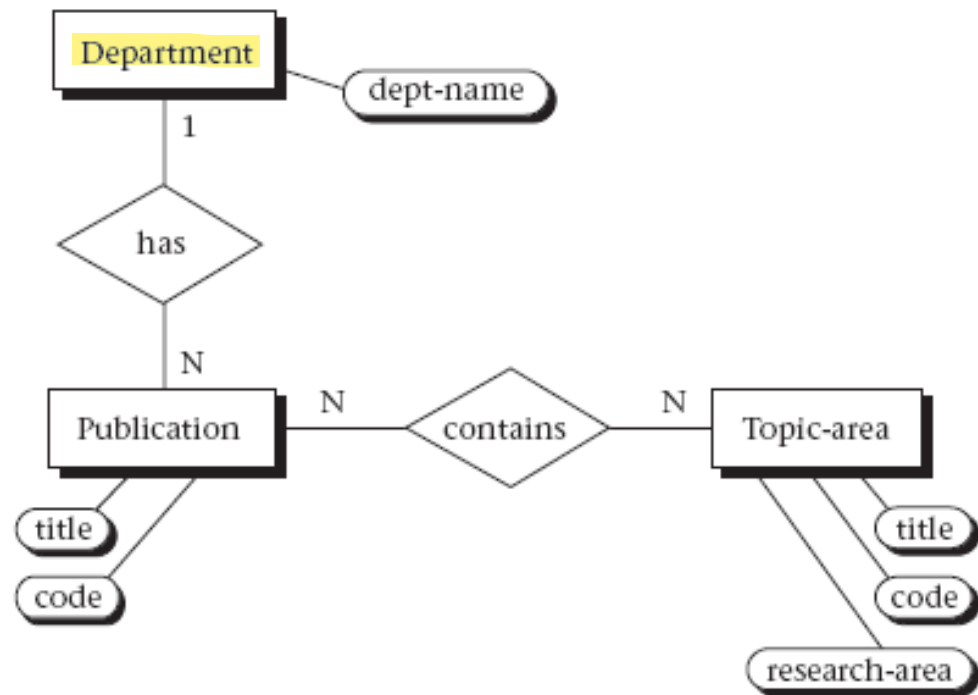 Department
dept-name
1
has
N
Publication
N
contains
N
Topic-area
title
code
title
code
research-area